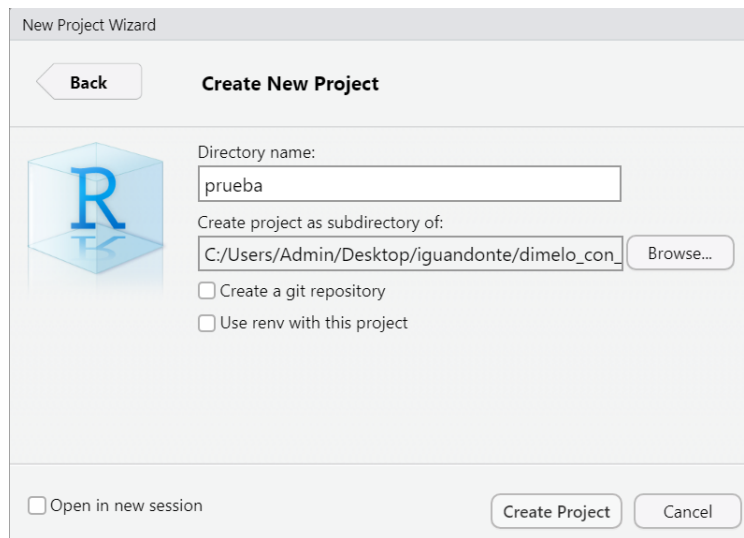 New Project Wizard
Back
Create New Project
R
Directory name:
prueba
Create project as subdirectory of:
C:/Users/Admin/Desktop/iguandonte/dimelo_con_
Browse...
Create a git repository
Use renv with this project
Open in new session
Create Project
Cancel